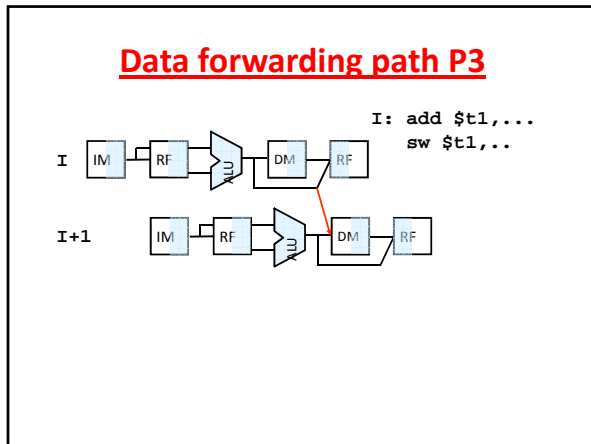 Data forwarding path P3
I: add $t1,...
sw $t1,..
I IM RF ALU DM RF
I+1 IM RF ALU DM RF